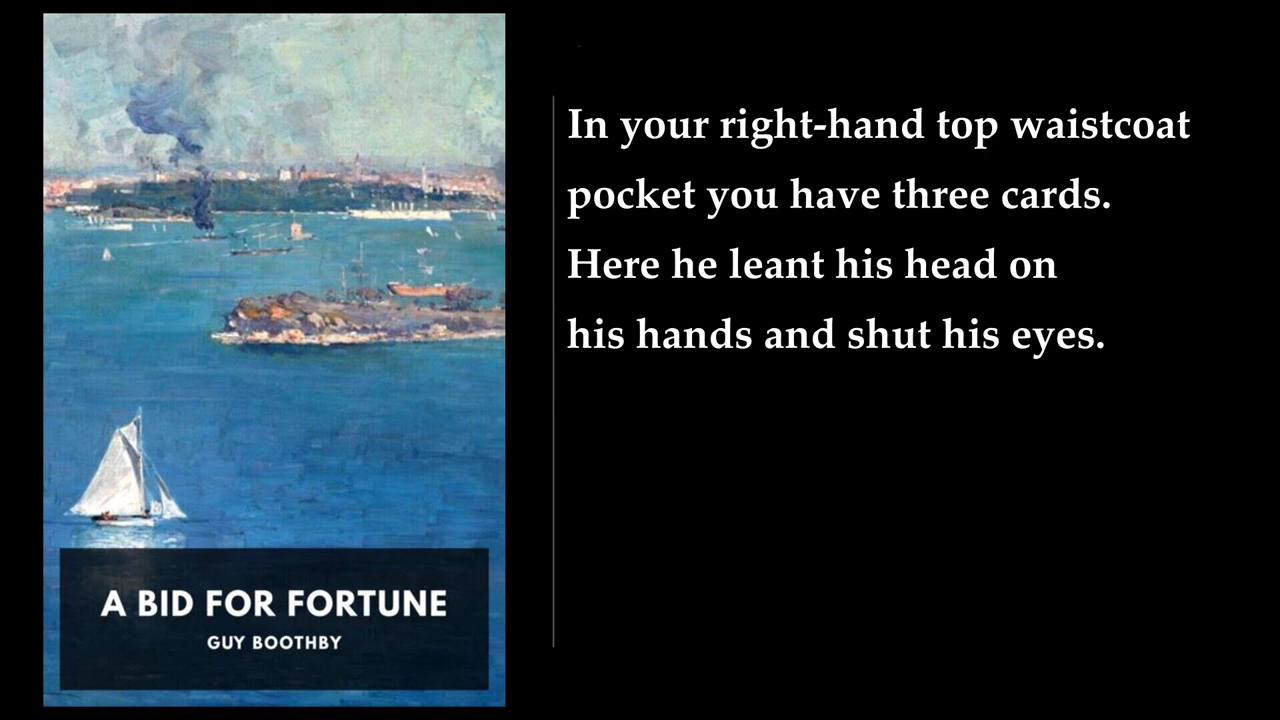 In your right-hand top waistcoat
pocket you have three cards.
Here he leant his head on
his hands and shut his eyes.
A BID FOR FORTUNE
GUY BOOTHBY